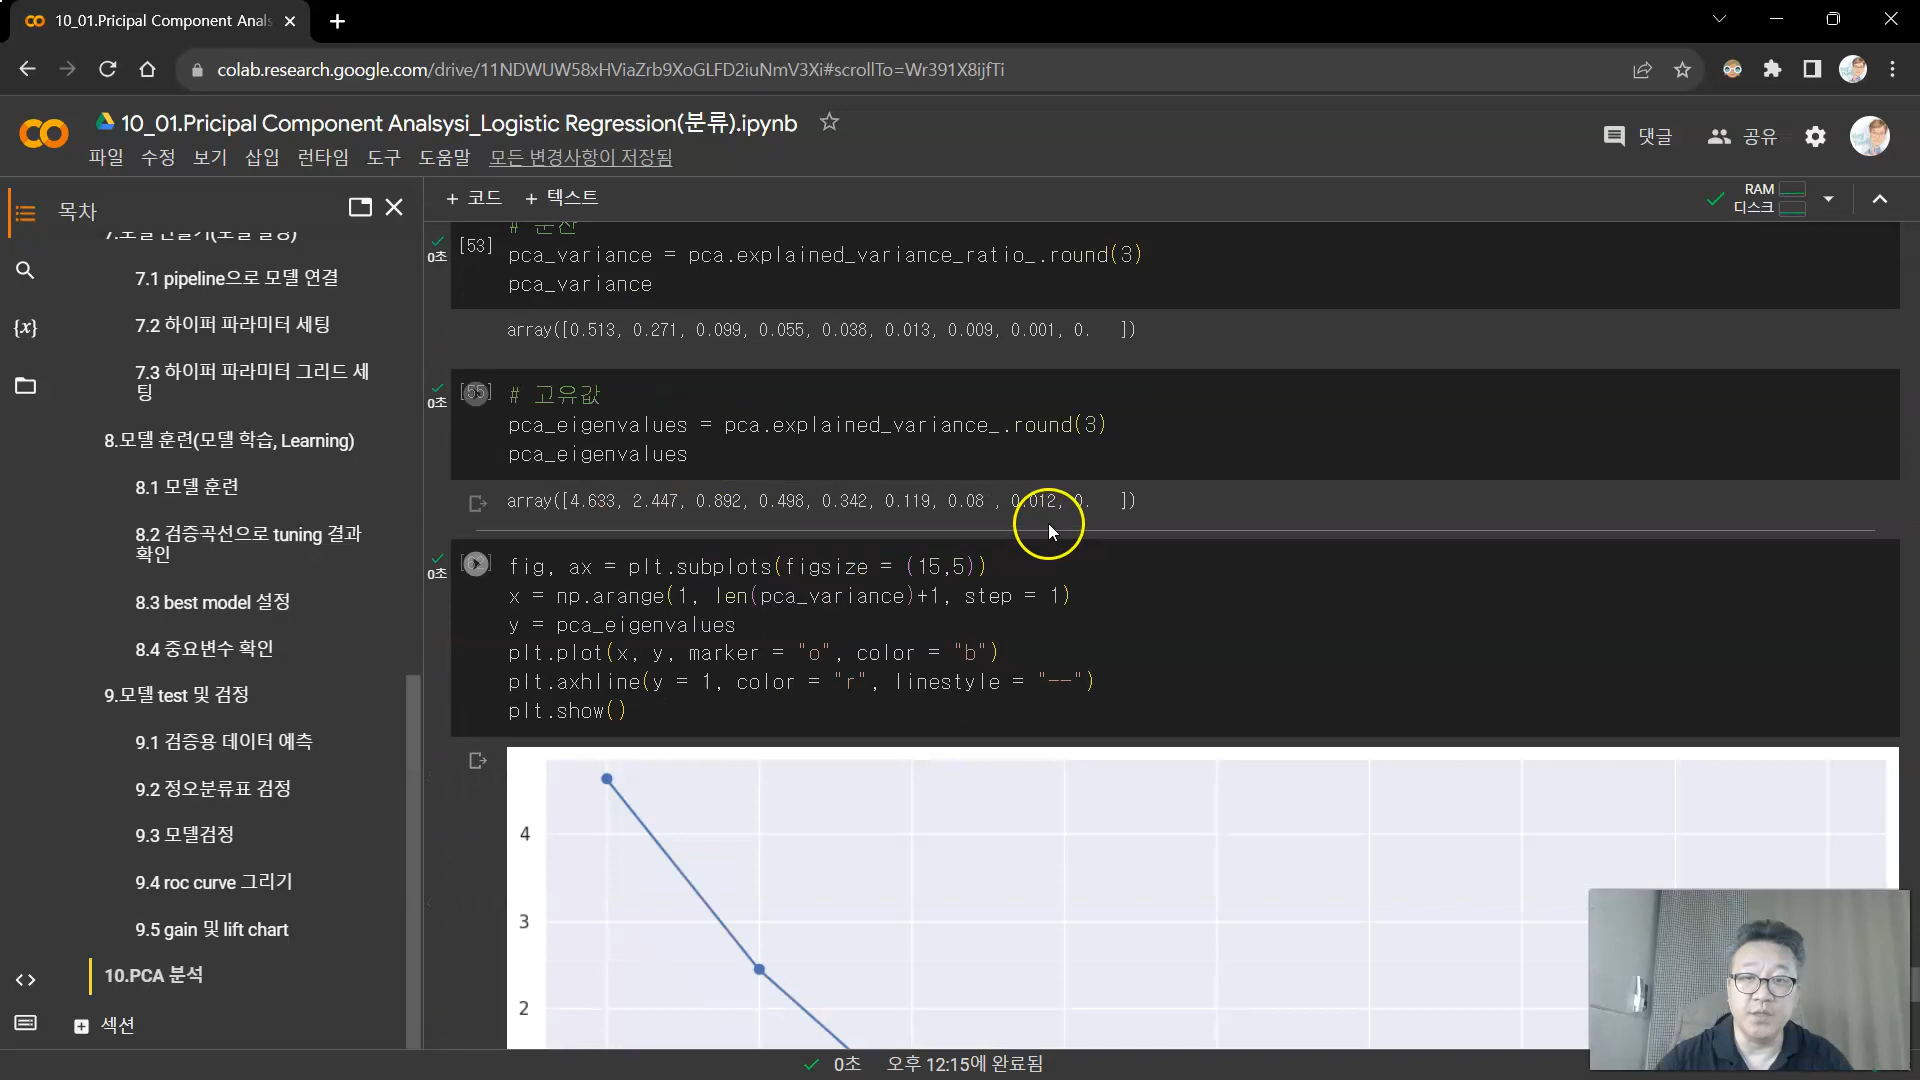 10_01.Pricipal Component Anals
colab.research.google.com/drive/11NDWUW58xHViaZrb9XoGLFD2iuNmV3Xi#scrollTo=Wr391X8ijfTi
10_01.Pricipal Component Analsysi_Logistic Regression(분류).ipynb
파일 수정 보기 삽입 런타임 도구 도움말 모든 변경사항이 저장됨
댓글
공유
목차
+ 코드 + 텍스트
RAM
디스크
7.1 pipeline으로 모델 연결
7.2 하이퍼 파라미터 세팅
7.3 하이퍼 파라미터 그리드 세
팅
8.모델 훈련(모델 학습, Learning)
8.1 모델 훈련
8.2 검증곡선으로 tuning 결과
확인
8.3 best model 설정
8.4 중요변수 확인
9.모델 test 및 검정
9.1 검증용 데이터 예측
9.2 정오분류표 검정
9.3 모델검정
9.4 roc curve 그리기
9.5 gain 및 lift chart
10.PCA 분석
섹션
{x}
[53]
0초
# 분산
pca_variance = pca.explained_variance_ratio_.round(3)
pca_variance
array([0.513, 0.271, 0.099, 0.055, 0.038, 0.013, 0.009, 0.001, 0. ])
[55]
0초
# 고유값
pca_eigenvalues = pca.explained_variance_.round(3)
pca_eigenvalues
array([4.633, 2.447, 0.892, 0.498, 0.342, 0.119, 0.08 , 0.012, 0. ])
0초
fig, ax = plt.subplots(figsize = (15,5))
x = np.arange(1, len(pca_variance)+1, step = 1)
y = pca_eigenvalues
plt.plot(x, y, marker = "o", color = "b")
plt.axhline(y = 1, color = "r", linestyle = "--")
plt.show()
4
3
2
0초 오후 12:15에 완료됨